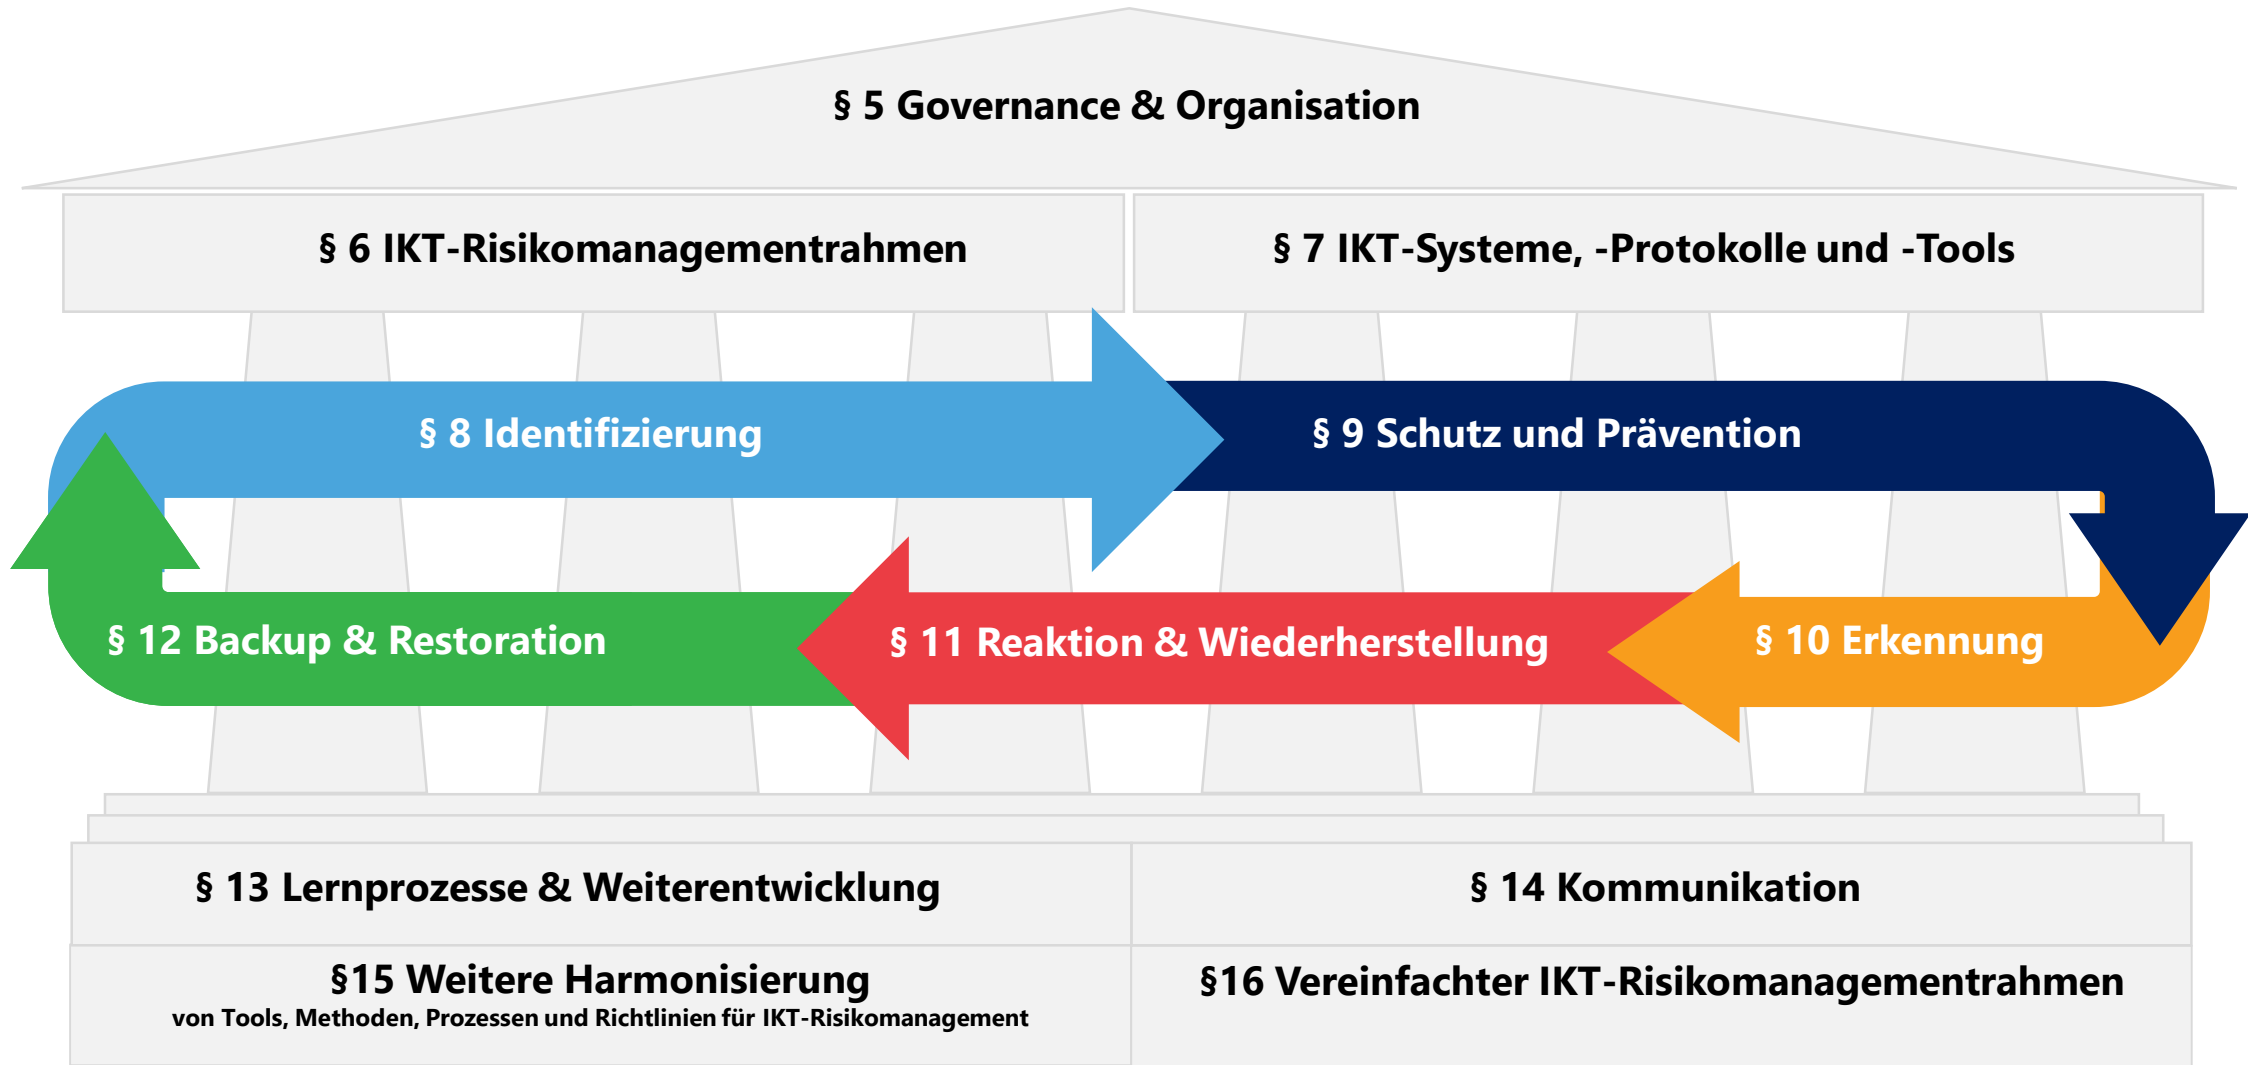 § 5 Governance & Organisation
§ 6 IKT-Risikomanagementrahmen
§ 7 IKT-Systeme, -Protokolle und -Tools
§ 8 Identifizierung
§ 9 Schutz und Prävention
§ 12 Backup & Restoration
§ 11 Reaktion & Wiederherstellung
§ 10 Erkennung
§ 13 Lernprozesse & Weiterentwicklung
§ 14 Kommunikation
§15 Weitere Harmonisierung
von Tools, Methoden, Prozessen und Richtlinien für IKT-Risikomanagement
§16 Vereinfachter IKT-Risikomanagementrahmen